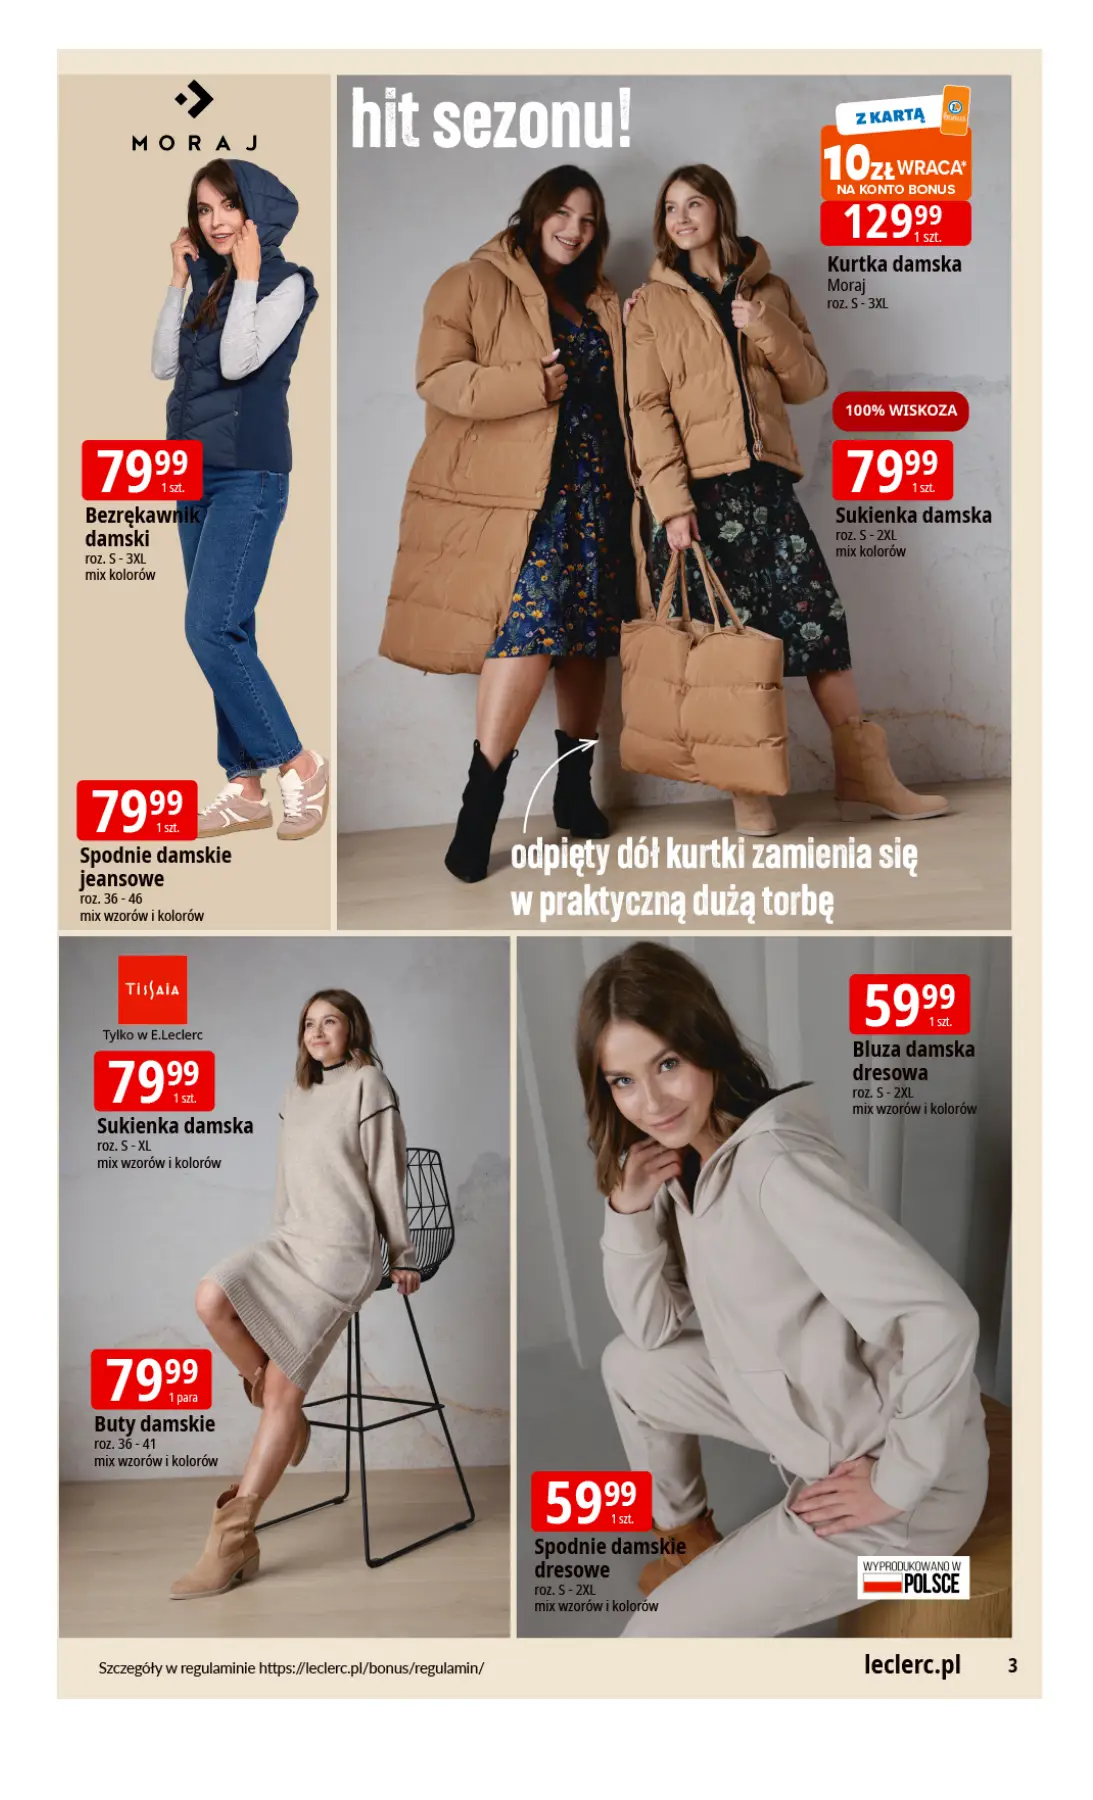 MORAJ
79 99
1 szt.
Bezrękawnik
damski
roz. S - 3XL
mix kolorów
79 99
1 szt.
Spodnie damskie
jeansowe
roz. 36 - 46
mix wzorów i kolorów
hit sezonu!
Z KARTĄ
Bonus
10 ZŁ WRACA*
NA KONTO BONUS
129 99
1 szt.
Kurtka damska
Moraj
roz. S - 3XL
100% WISKOZA
79 99
1 szt.
Sukienka damska
roz. S - 2XL
mix kolorów
odpięty dół kurtki zamienia się
w praktyczną dużą torbę
TISSAIA
Tylko w E.Leclerc
79 99
1 szt.
Sukienka damska
roz. S - XL
mix wzorów i kolorów
79 99
1 para
Buty damskie
roz. 36 - 41
mix wzorów i kolorów
59 99
1 szt.
Bluza damska
dresowa
roz. S - 2XL
mix wzorów i kolorów
59 99
1 szt.
Spodnie damskie
dresowe
roz. S - 2XL
mix wzorów i kolorów
WYPRODUKOWANO W
POLSCE
Szczegóły w regulaminie https://leclerc.pl/bonus/regulamin/
leclerc.pl 3